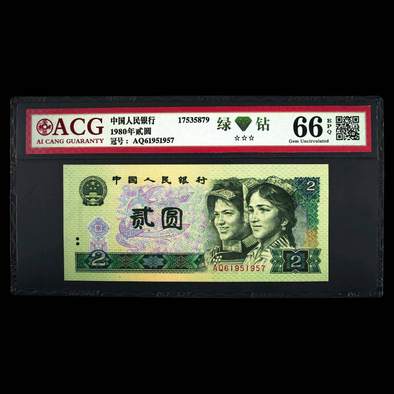 ACG
AI CANG GUARANTY
中国人民银行 17535879
1980年贰圆
冠号： AQ61951957
绿 钻
☆☆☆
66 EPQ
Gem Uncirculated
中国人民银行
2
贰圆
AQ61951957
2
2